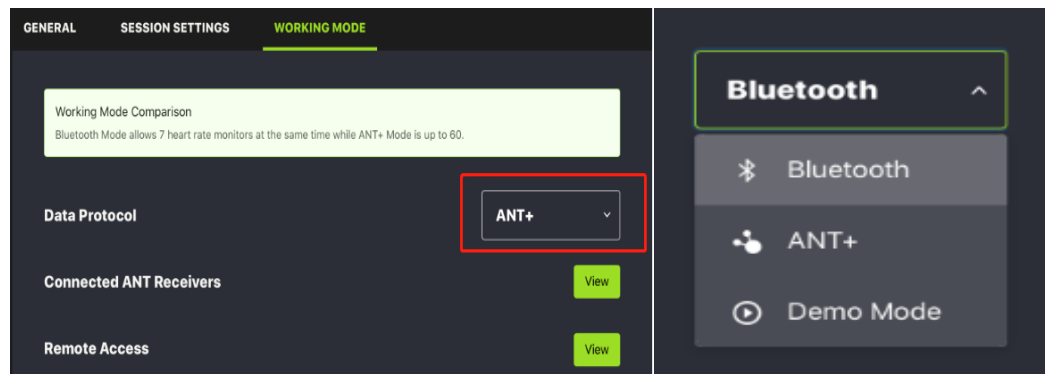 GENERAL SESSION SETTINGS WORKING MODE
Working Mode Comparison
Bluetooth Mode allows 7 heart rate monitors at the same time while ANT+ Mode is up to 60.
Data Protocol ANT+
Connected ANT Receivers View
Remote Access View
Bluetooth
Bluetooth
ANT+
Demo Mode